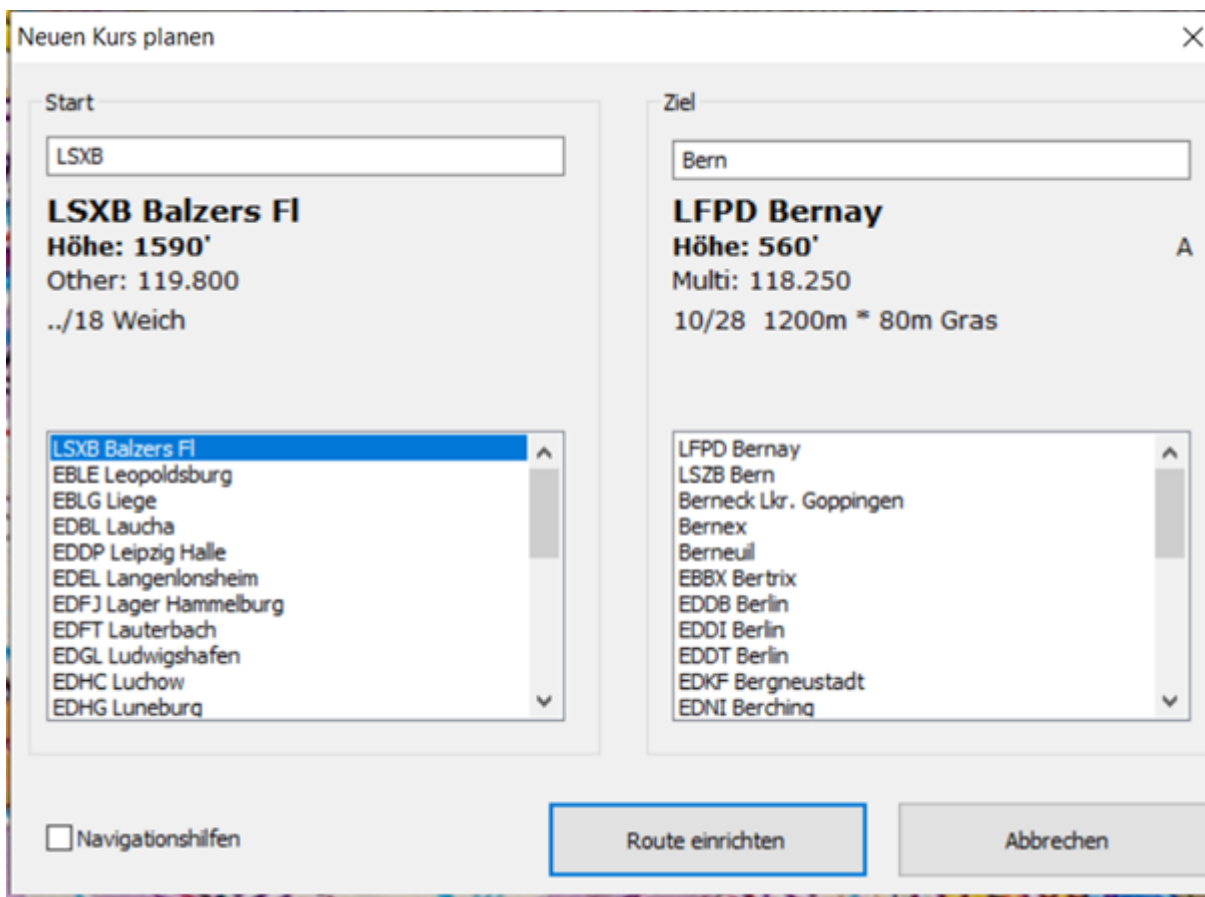 Neuen Kurs planen
Start
LSXB
LSXB Balzers Fl
Höhe: 1590'
Other: 119.800
../18 Weich
LSXB Balzers Fl
EBLE Leopoldsburg
EBLG Liege
EDBL Laucha
EDDP Leipzig Halle
EDEL Langenlonsheim
EDFJ Lager Hammelburg
EDFT Lauterbach
EDGL Ludwigshafen
EDHC Luchow
EDHG Luneburg
Ziel
Bern
LFPD Bernay
Höhe: 560' A
Multi: 118.250
10/28 1200m * 80m Gras
LFPD Bernay
LSZB Bern
Berneck Lkr. Goppingen
Bernex
Berneuil
EBBX Bertrix
EDDB Berlin
EDDI Berlin
EDDT Berlin
EDKF Bergneustadt
EDNI Berching
Navigationshilfen
Route einrichten
Abbrechen